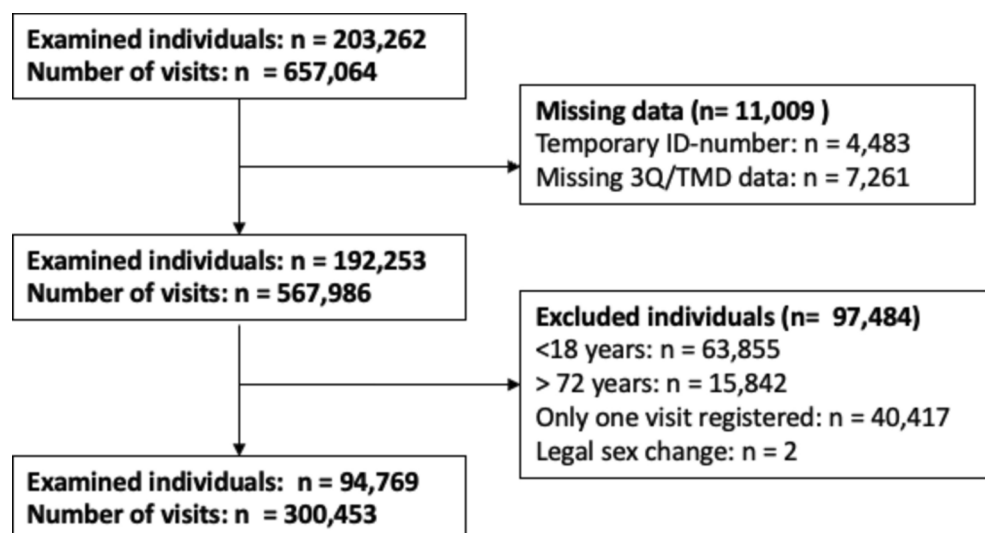 Examined individuals: n = 203,262
Number of visits: n = 657,064
Missing data (n= 11,009 )
Temporary ID-number: n = 4,483
Missing 3Q/TMD data: n = 7,261
Examined individuals: n = 192,253
Number of visits: n = 567,986
Excluded individuals (n= 97,484)
<18 years: n = 63,855
> 72 years: n = 15,842
Only one visit registered: n = 40,417
Legal sex change: n = 2
Examined individuals: n = 94,769
Number of visits: n = 300,453